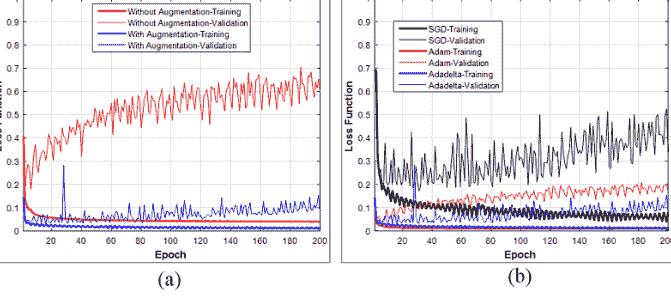 Without Augmentation-Training
Without Augmentation-Validation
With Augmentation-Training
With Augmentation-Validation
0.9
0.8
0.7
0.6
0.5
0.4
0.3
0.2
0.1
0
20 40 60 80 100 120 140 160 180 200
Epoch
(a)
Loss Function
1
0.9
0.8
0.7
0.6
0.5
0.4
0.3
0.2
0.1
0
SGD-Training
SGD-Validation
Adam-Training
Adam-Validation
Adadelta-Training
Adadelta-Validation
20 40 60 80 100 120 140 160 180 200
Epoch
(b)